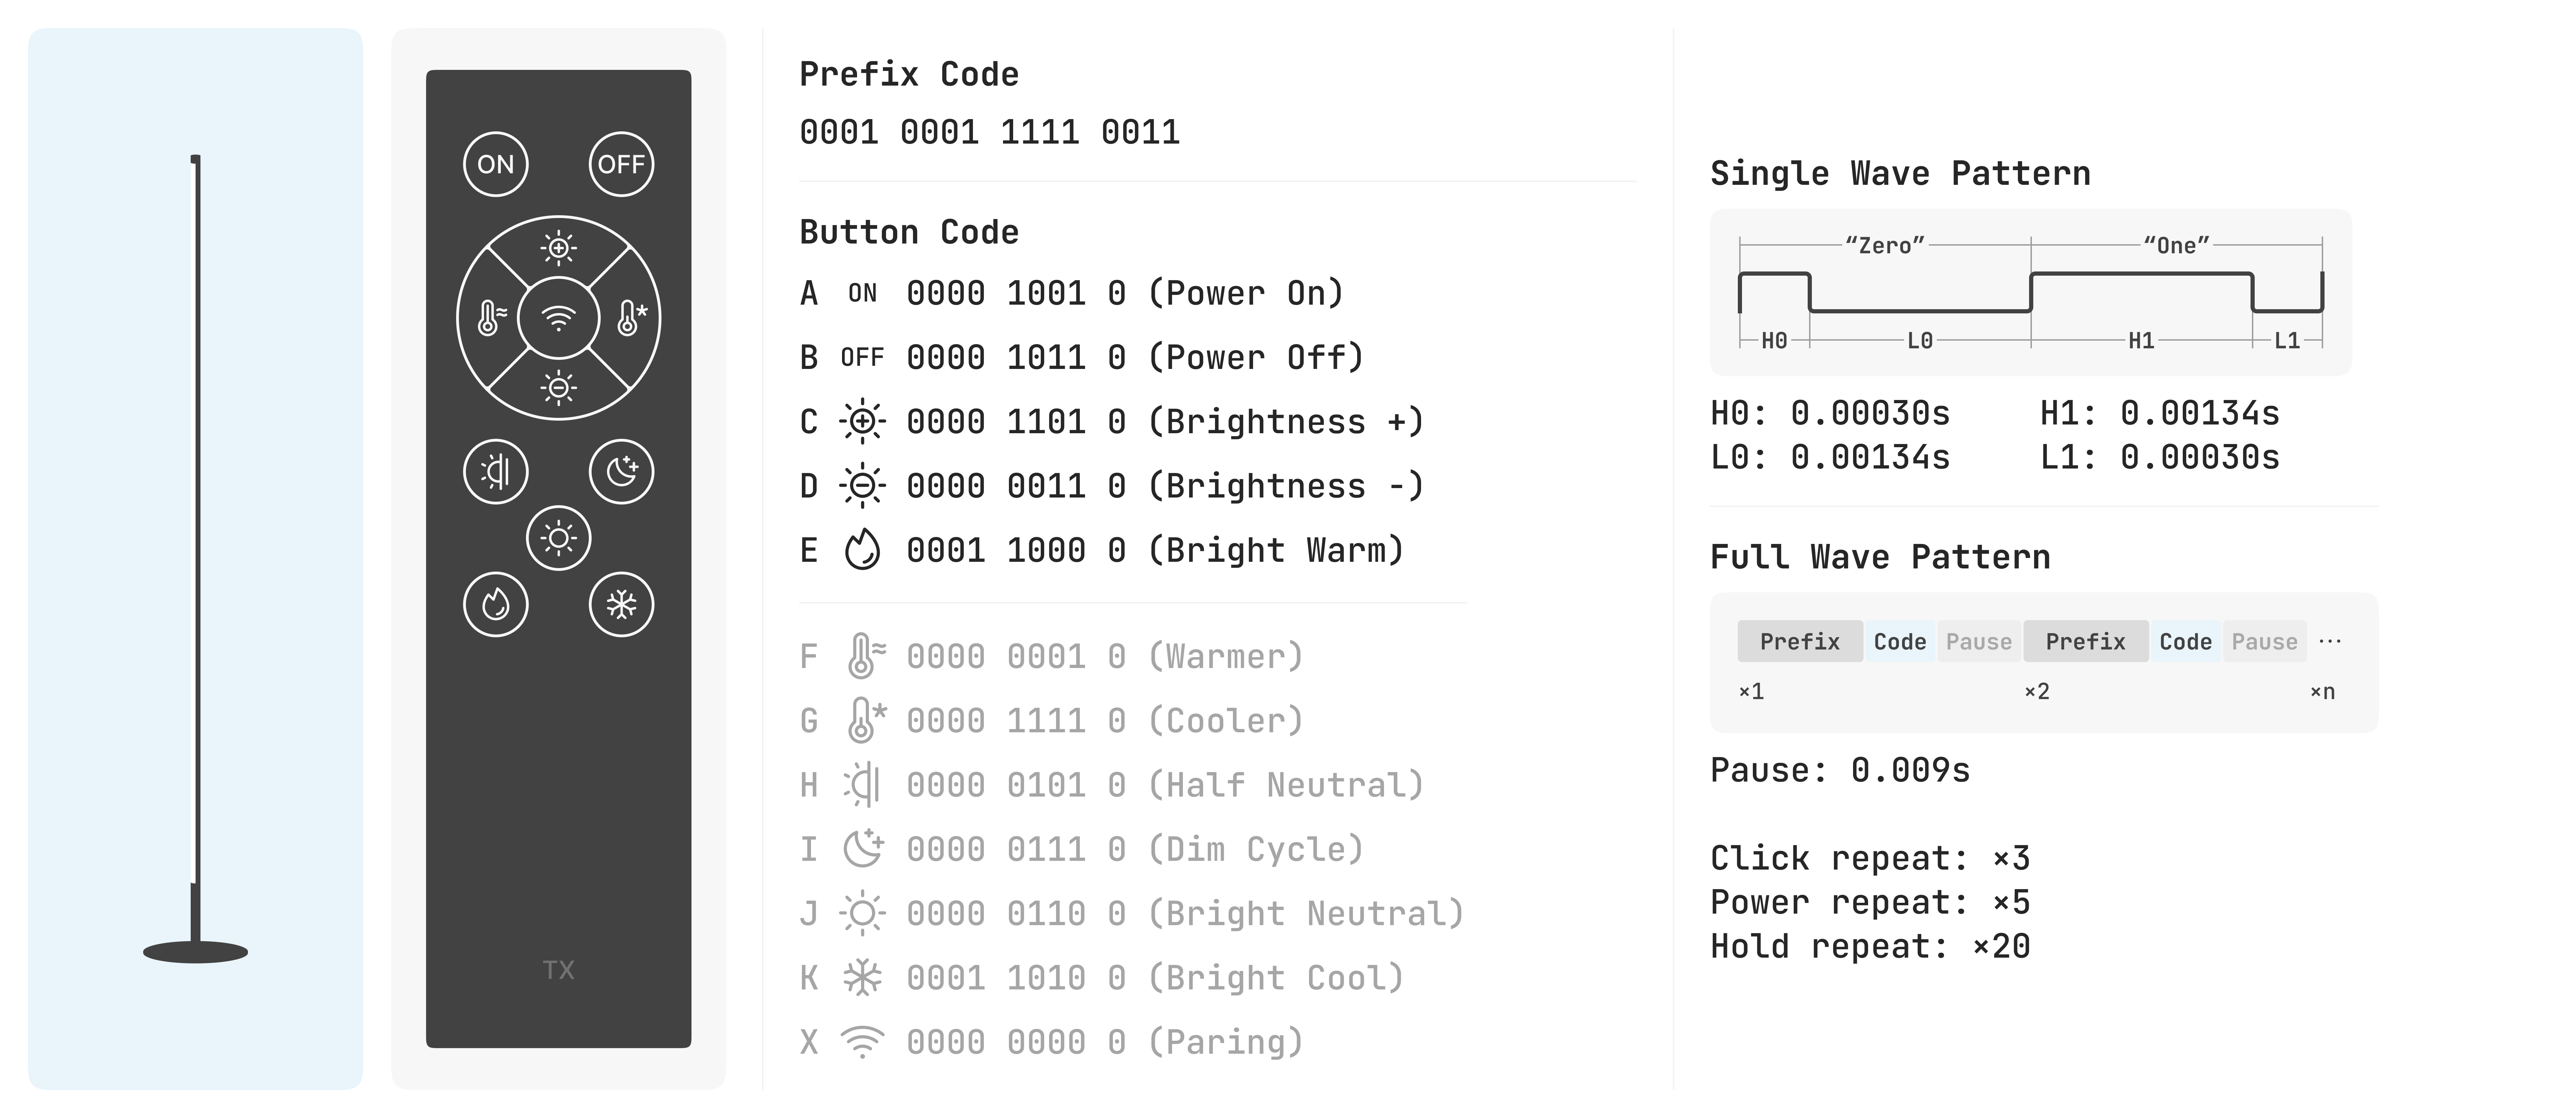 ON
OFF
TX
Prefix Code
0001 0001 1111 0011
Button Code
A ON 0000 1001 0 (Power On)
B OFF 0000 1011 0 (Power Off)
C 0000 1101 0 (Brightness +)
D 0000 0011 0 (Brightness -)
E 0001 1000 0 (Bright Warm)
F 0000 0001 0 (Warmer)
G 0000 1111 0 (Cooler)
H 0000 0101 0 (Half Neutral)
I 0000 0111 0 (Dim Cycle)
J 0000 0110 0 (Bright Neutral)
K 0001 1010 0 (Bright Cool)
X 0000 0000 0 (Paring)
Single Wave Pattern
“Zero” “One”
H0 L0 H1 L1
H0: 0.00030s H1: 0.00134s
L0: 0.00134s L1: 0.00030s
Full Wave Pattern
Prefix Code Pause Prefix Code Pause ···
×1 ×2 ×n
Pause: 0.009s
Click repeat: ×3
Power repeat: ×5
Hold repeat: ×20